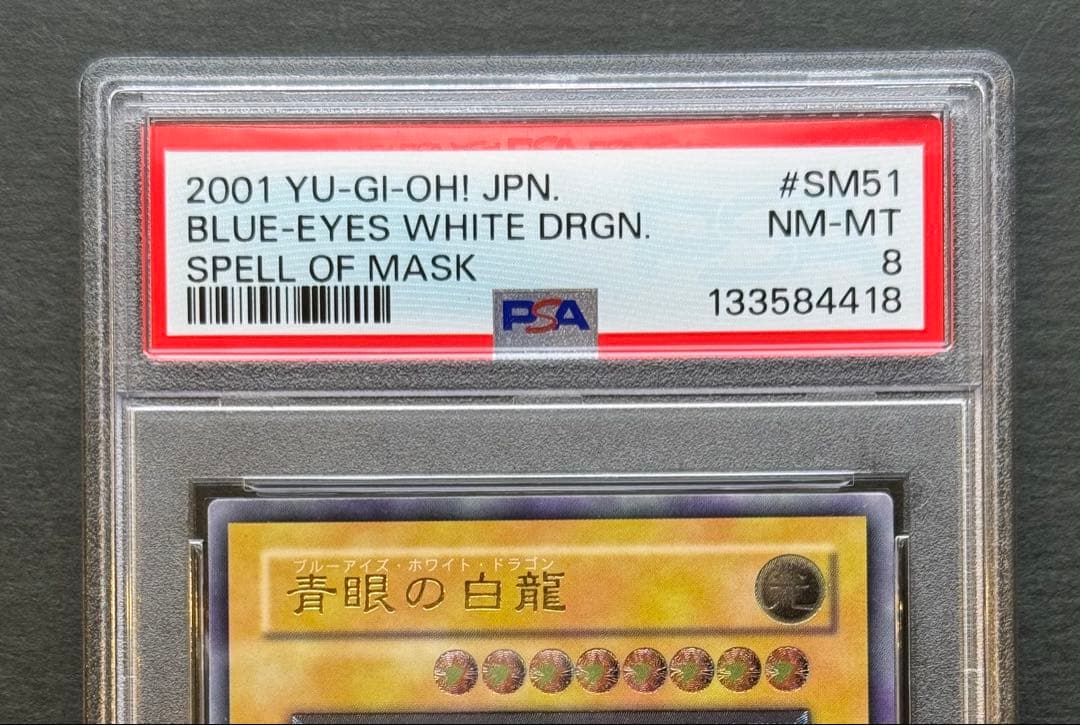 2001 YU-GI-OH! JPN. #SM51
BLUE-EYES WHITE DRGN. NM-MT
SPELL OF MASK 8
PSA 133584418
ブルーアイズ・ホワイト・ドラゴン
青眼の白龍
光